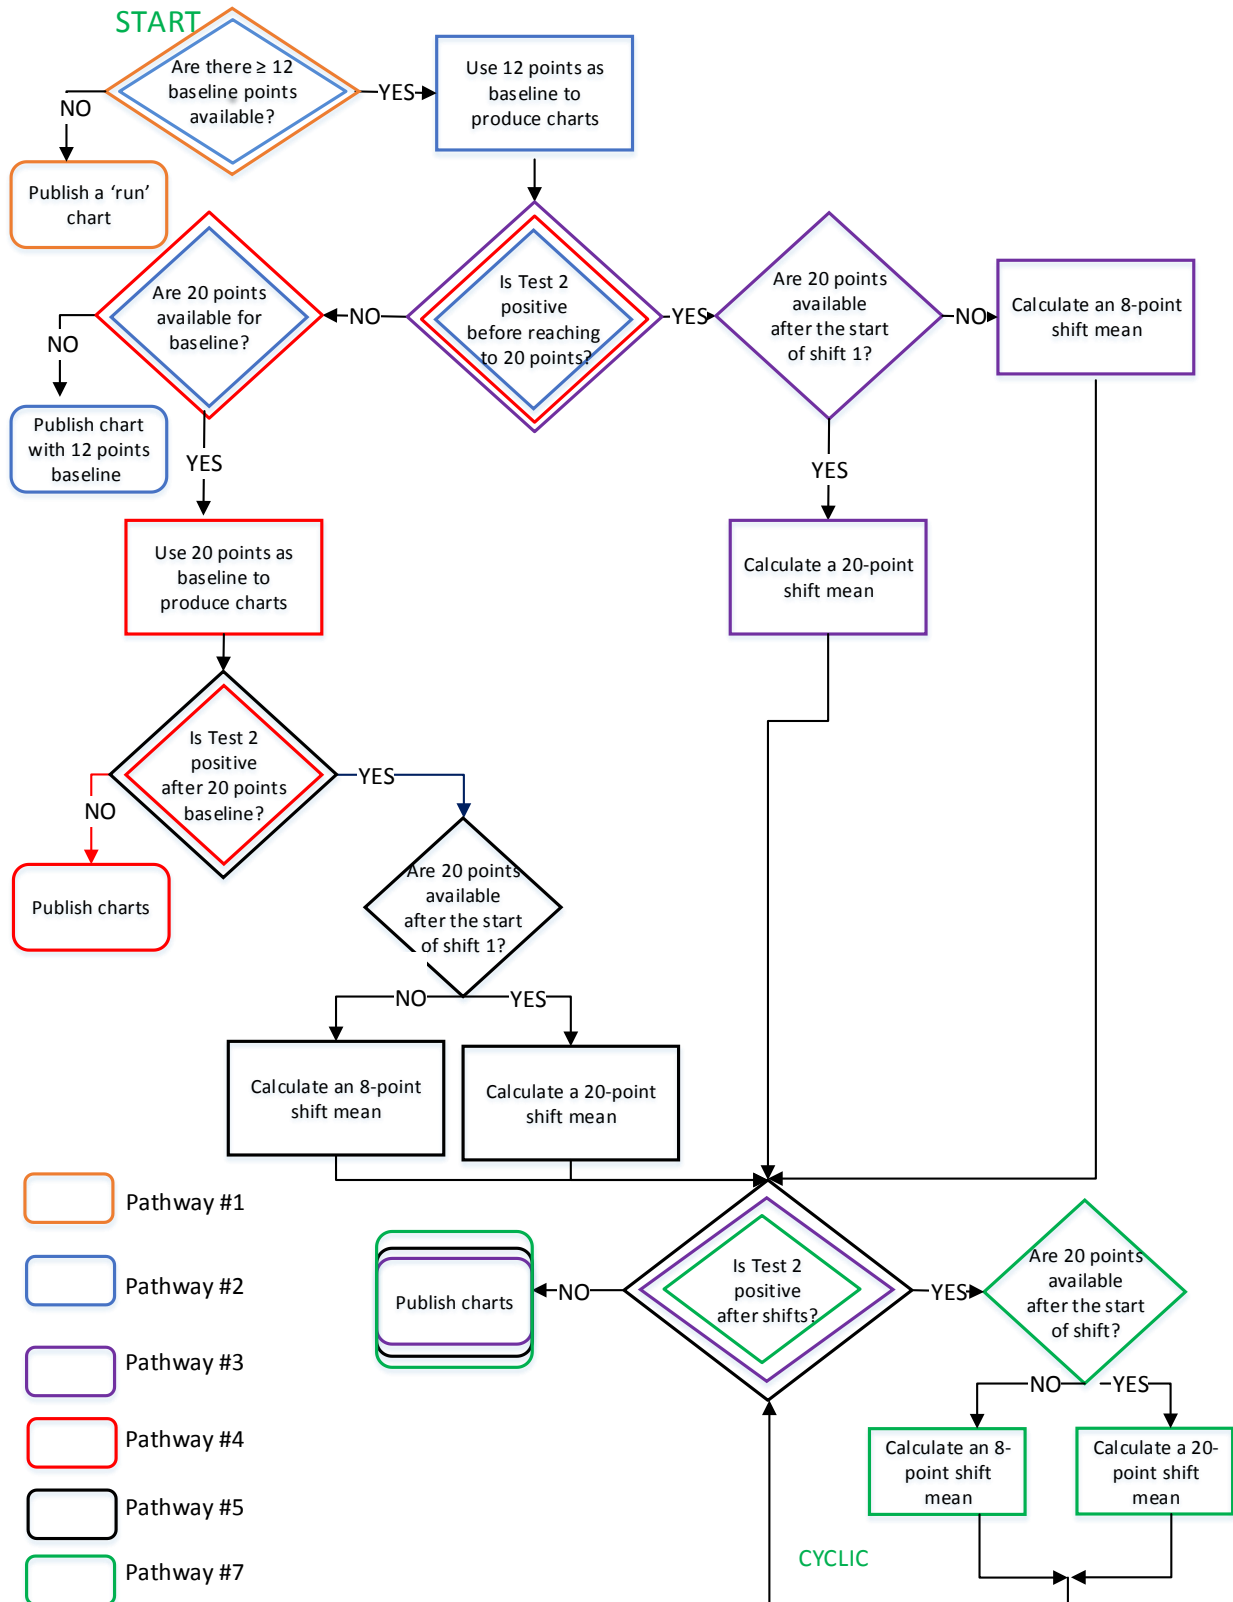 START
Are there ≥ 12
baseline points
available?
YES
Use 12 points as
baseline to
produce charts
NO
Publish a ‘run’
chart
Are 20 points
available for
baseline?
NO
Is Test 2
positive
before reaching
to 20 points?
YES
Are 20 points
available
after the start
of shift 1?
NO
Calculate an 8-point
shift mean
NO
Publish chart
with 12 points
baseline
YES
YES
Use 20 points as
baseline to
produce charts
Calculate a 20-point
shift mean
Is Test 2
positive
after 20 points
baseline?
YES
NO
Publish charts
Are 20 points
available
after the start
of shift 1?
NO
YES
Calculate an 8-point
shift mean
Calculate a 20-point
shift mean
Pathway #1
Pathway #2
Pathway #3
Pathway #4
Pathway #5
Pathway #7
Publish charts
NO
Is Test 2
positive
after shifts?
YES
Are 20 points
available
after the start
of shift?
NO
YES
Calculate an 8-
point shift
mean
Calculate a 20-
point shift
mean
CYCLIC